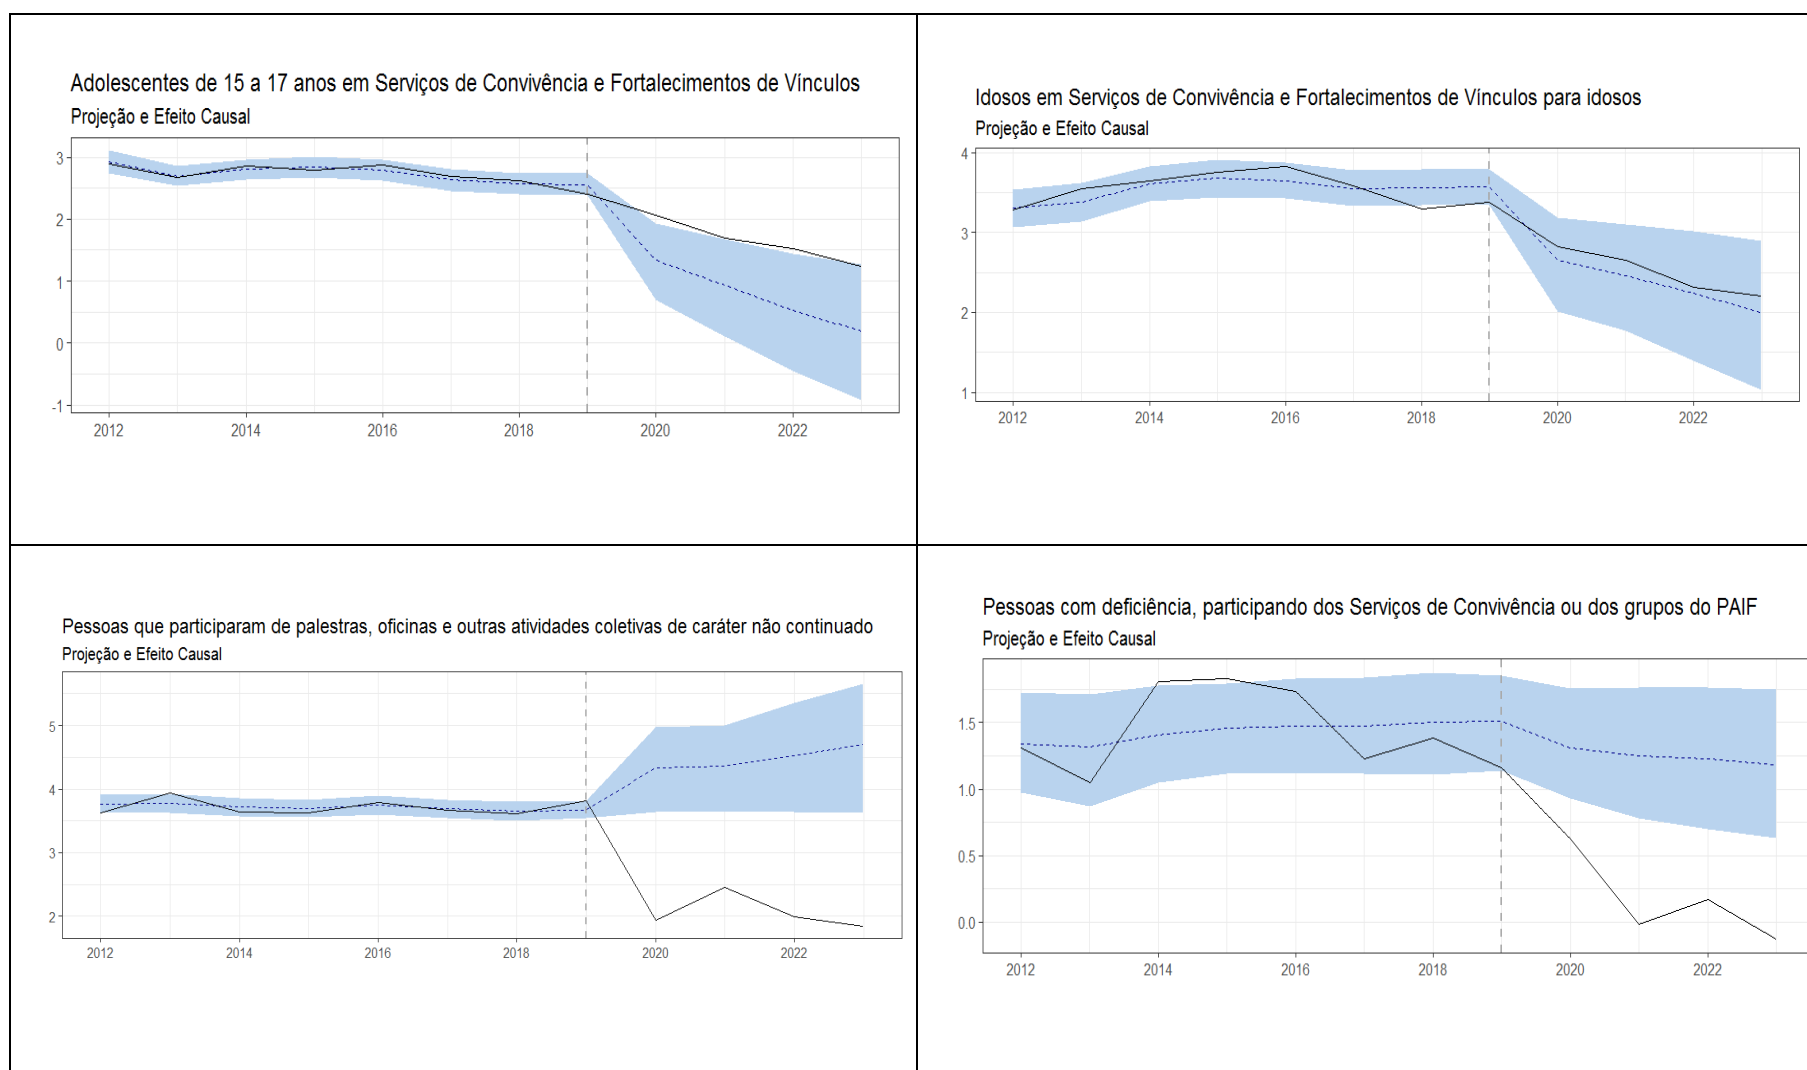 Adolescentes de 15 a 17 anos em Serviços de Convivência e Fortalecimentos de Vínculos
Projeção e Efeito Causal
3
2
1
0
-1
2012 2014 2016 2018 2020 2022
Idosos em Serviços de Convivência e Fortalecimentos de Vínculos para idosos
Projeção e Efeito Causal
4
3
2
1
2012 2014 2016 2018 2020 2022
Pessoas que participaram de palestras, oficinas e outras atividades coletivas de caráter não continuado
Projeção e Efeito Causal
5
4
3
2
2012 2014 2016 2018 2020 2022
Pessoas com deficiência, participando dos Serviços de Convivência ou dos grupos do PAIF
Projeção e Efeito Causal
1.5
1.0
0.5
0.0
2012 2014 2016 2018 2020 2022